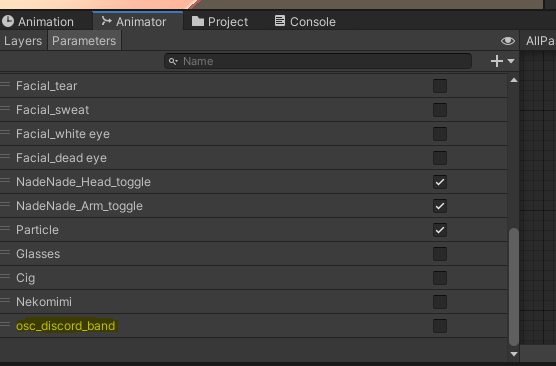 Animation Animator Project Console
Layers Parameters AllPa
Name
Facial_tear
Facial_sweat
Facial_white eye
Facial_dead eye
NadeNade_Head_toggle
NadeNade_Arm_toggle
Particle
Glasses
Cig
Nekomimi
osc_discord_band